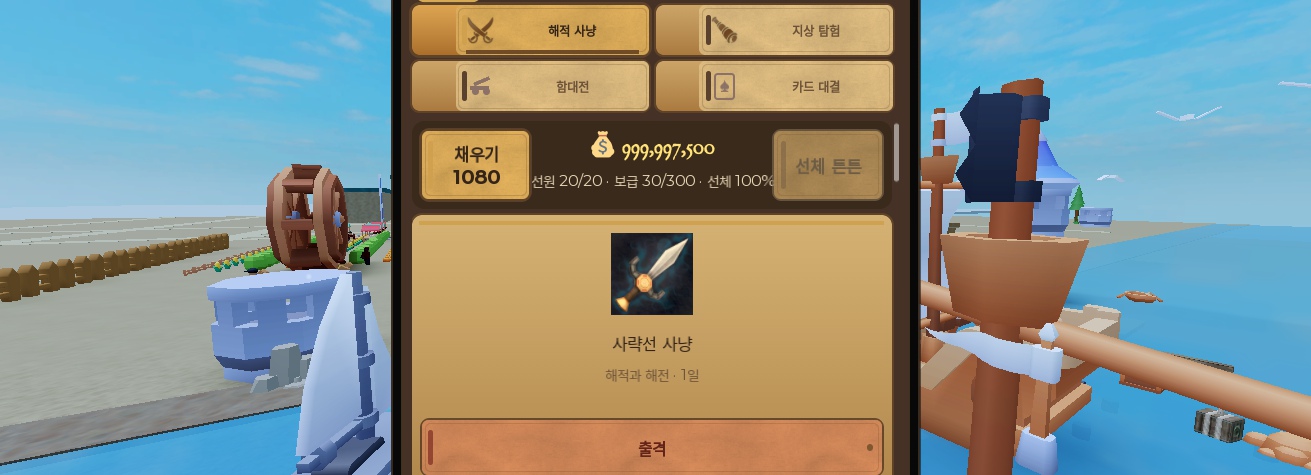 해적 사냥
지상 탐험
함대전
카드 대결
채우기
1080
999,997,500
선원 20/20 · 보급 30/300 · 선체 100%
선체 튼튼
사략선 사냥
해적과 해전 · 1일
출격